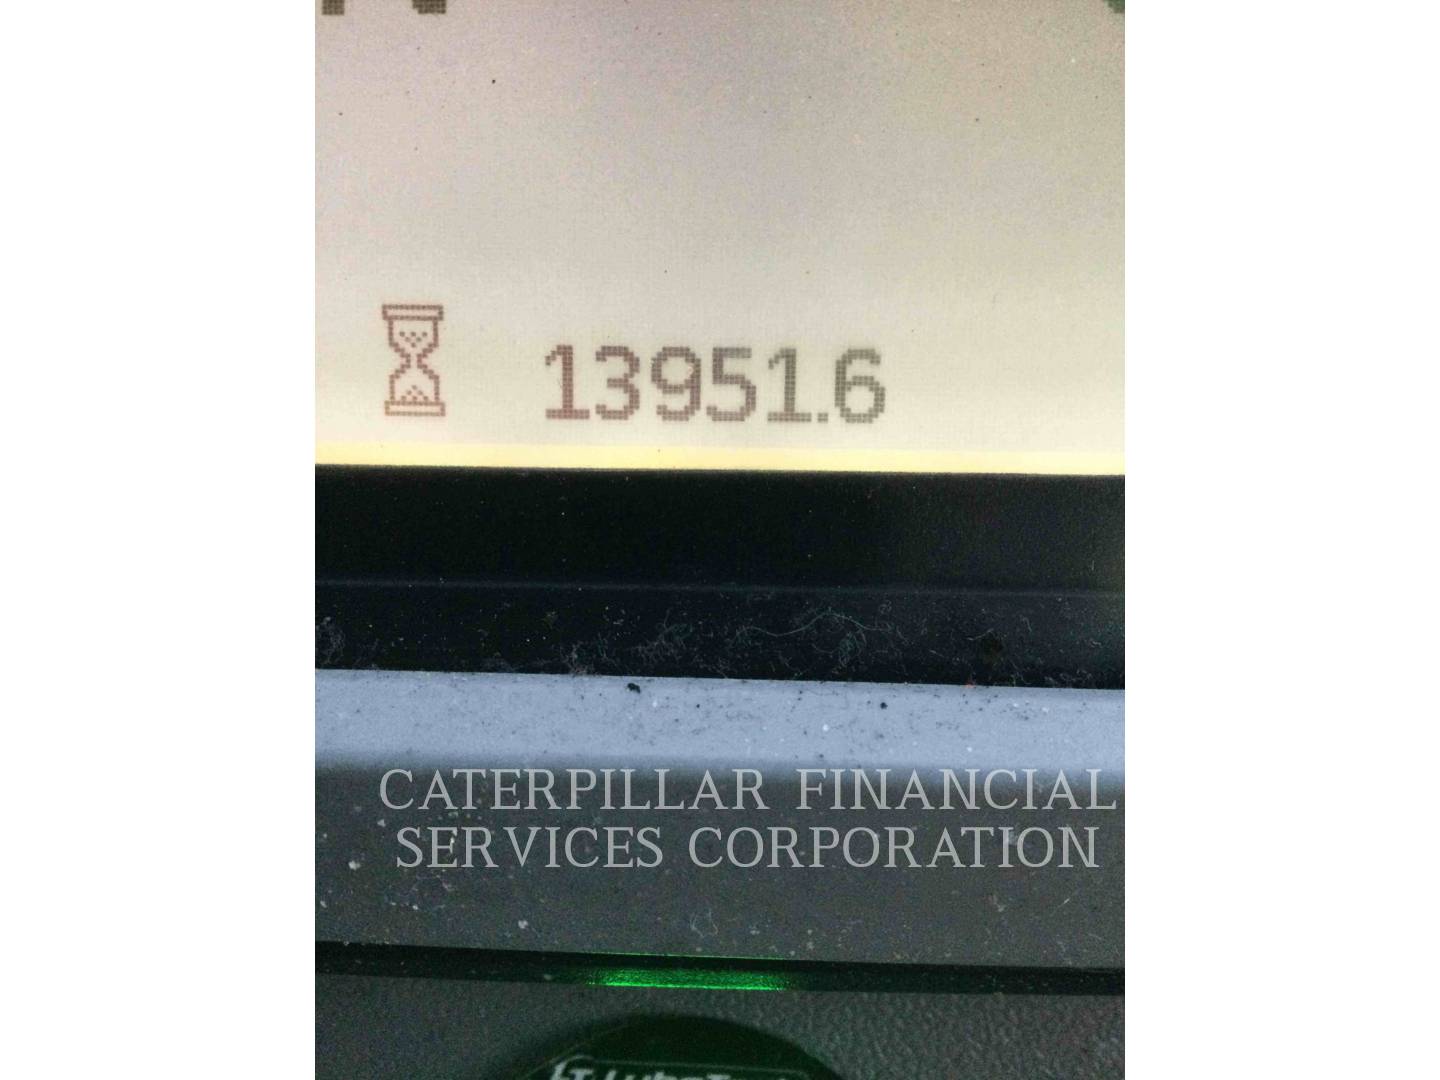 13951.6
CATERPILLAR FINANCIAL
SERVICES CORPORATION